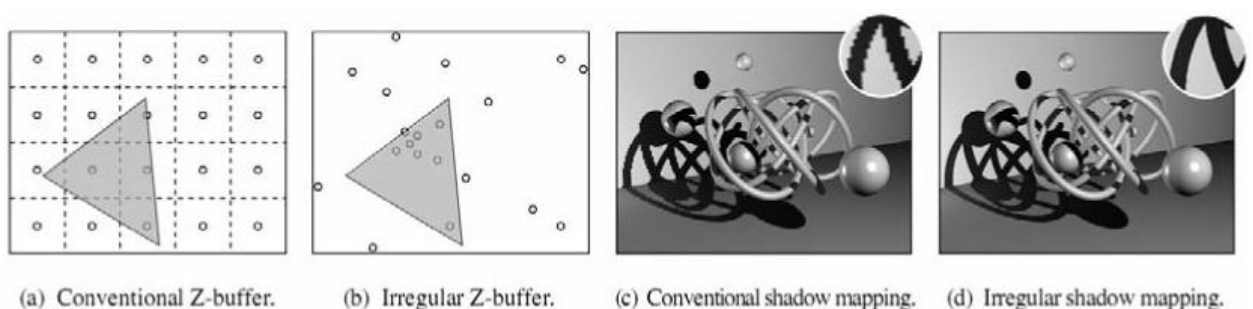 (a) Conventional Z-buffer.
(b) Irregular Z-buffer.
(c) Conventional shadow mapping.
(d) Irregular shadow mapping.